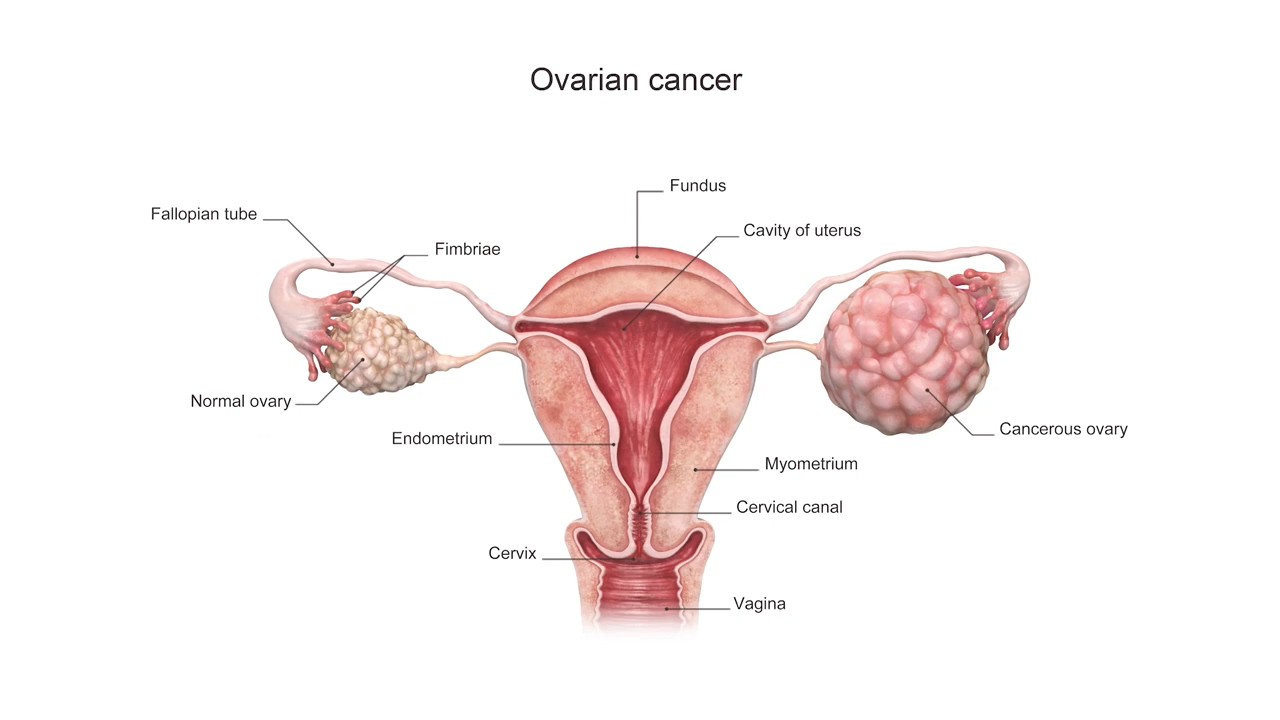 Ovarian cancer
Fundus
Fallopian tube
Cavity of uterus
Fimbriae
Normal ovary
Cancerous ovary
Endometrium
Myometrium
Cervical canal
Cervix
Vagina